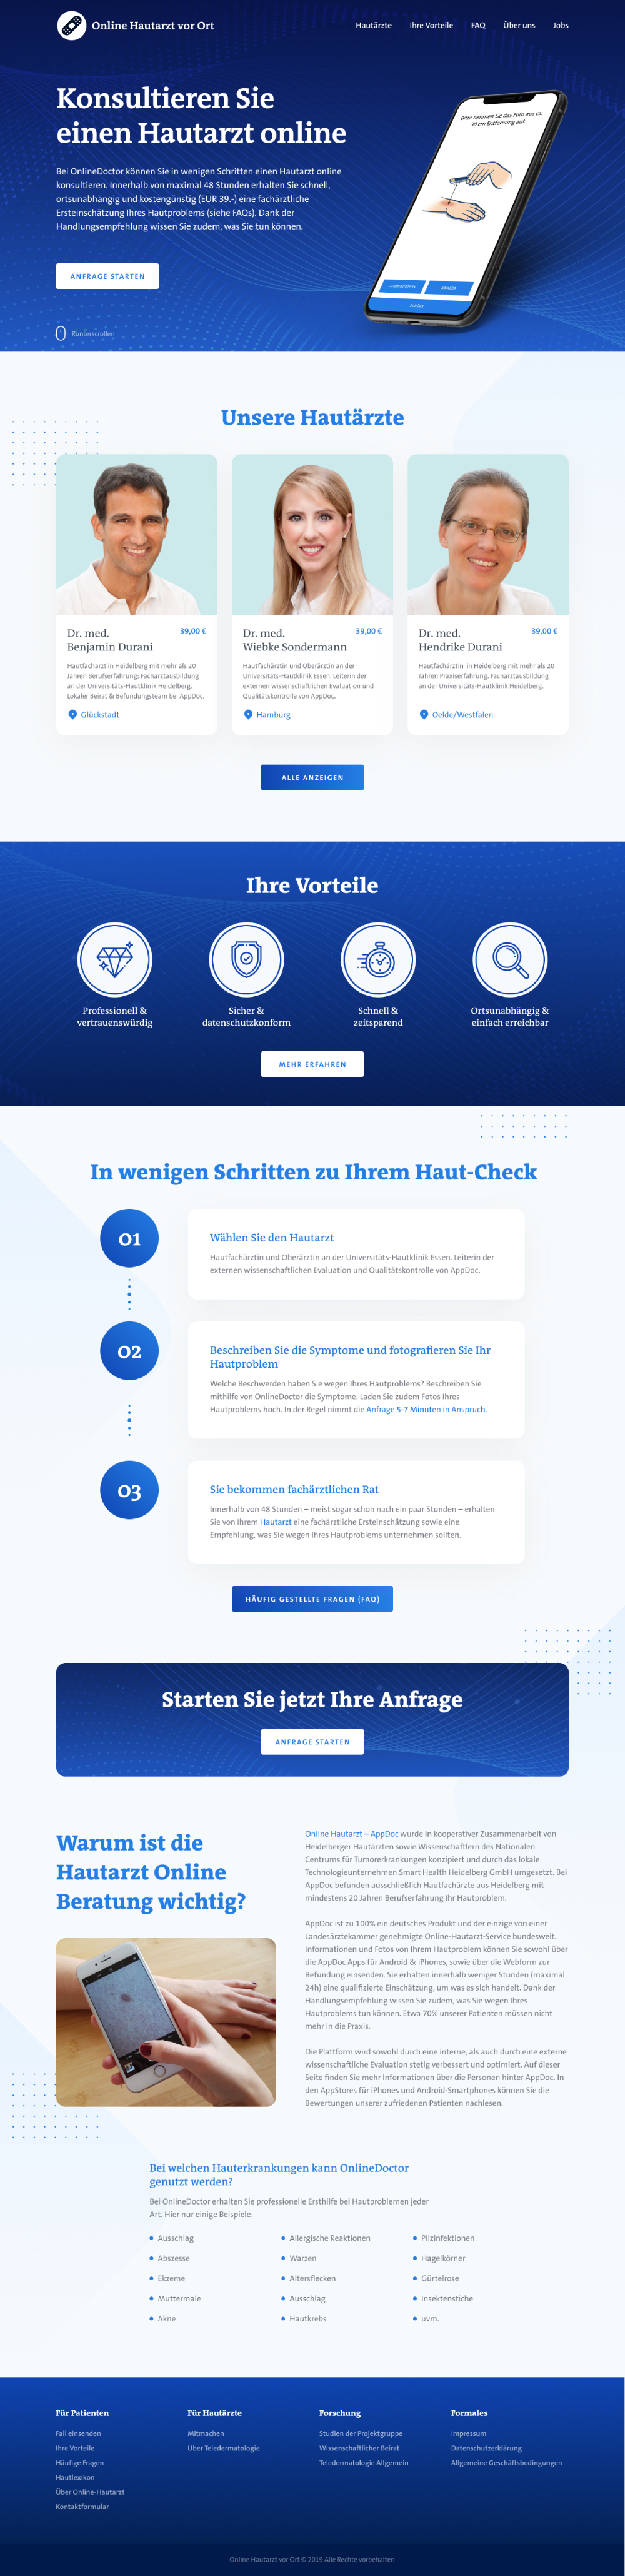 Online Hautarzt vor Ort
Hautärzte Ihre Vorteile FAQ Über uns Jobs
Konsultieren Sie
einen Hautarzt online
Bei OnlineDoctor können Sie in wenigen Schritten einen Hautarzt online
konsultieren. Innerhalb von maximal 48 Stunden erhalten Sie schnell,
ortsunabhängig und kostengünstig (EUR 39.-) eine fachärztliche
Ersteinschätzung Ihres Hautproblems (siehe FAQs). Dank der
Handlungsempfehlung wissen Sie zudem, was Sie tun können.
ANFRAGE STARTEN
Runterscrollen
Bitte nehmen Sie das Foto aus ca.
30 cm Entfernung auf.
ZURÜCK
Unsere Hautärzte
Dr. med.
Benjamin Durani
39,00 €
Hautfacharzt in Heidelberg mit mehr als 20
Jahren Berufserfahrung; Facharztausbildung
an der Universitäts-Hautklinik Heidelberg.
Lokaler Beirat & Befundungsteam bei AppDoc.
Glückstadt
Dr. med.
Wiebke Sondermann
39,00 €
Hautfachärztin und Oberärztin an der
Universitäts-Hautklinik Essen. Leiterin der
externen wissenschaftlichen Evaluation und
Qualitätskontrolle von AppDoc.
Hamburg
Dr. med.
Hendrike Durani
39,00 €
Hautfachärztin in Heidelberg mit mehr als 20
Jahren Praxiserfahrung. Facharztausbildung
an der Universitäts-Hautklinik Heidelberg.
Oelde/Westfalen
ALLE ANZEIGEN
Ihre Vorteile
Professionell &
vertrauenswürdig
Sicher &
datenschutzkonform
Schnell &
zeitsparend
Ortsunabhängig &
einfach erreichbar
MEHR ERFAHREN
In wenigen Schritten zu Ihrem Haut-Check
01
Wählen Sie den Hautarzt
Hautfachärztin und Oberärztin an der Universitäts-Hautklinik Essen. Leiterin der
externen wissenschaftlichen Evaluation und Qualitätskontrolle von AppDoc.
02
Beschreiben Sie die Symptome und fotografieren Sie Ihr
Hautproblem
Welche Beschwerden haben Sie wegen Ihres Hautproblems? Beschreiben Sie
mithilfe von OnlineDoctor die Symptome. Laden Sie zudem Fotos Ihres
Hautproblems hoch. In der Regel nimmt die Anfrage 5-7 Minuten in Anspruch.
03
Sie bekommen fachärztlichen Rat
Innerhalb von 48 Stunden – meist sogar schon nach ein paar Stunden – erhalten
Sie von Ihrem Hautarzt eine fachärztliche Ersteinschätzung sowie eine
Empfehlung, was Sie wegen Ihres Hautproblems unternehmen sollten.
HÄUFIG GESTELLTE FRAGEN (FAQ)
Starten Sie jetzt Ihre Anfrage
ANFRAGE STARTEN
Warum ist die
Hautarzt Online
Beratung wichtig?
Online Hautarzt – AppDoc wurde in kooperativer Zusammenarbeit von
Heidelberger Hautärzten sowie Wissenschaftlern des Nationalen
Centrums für Tumorerkrankungen konzipiert und durch das lokale
Technologieunternehmen Smart Health Heidelberg GmbH umgesetzt. Bei
AppDoc befunden ausschließlich Hautfachärzte aus Heidelberg mit
mindestens 20 Jahren Berufserfahrung Ihr Hautproblem.
AppDoc ist zu 100% ein deutsches Produkt und der einzige von einer
Landesärztekammer genehmigte Online-Hautarzt-Service bundesweit.
Informationen und Fotos von Ihrem Hautproblem können Sie sowohl über
die AppDoc Apps für Android & iPhones, sowie über die Webform zur
Befundung einsenden. Sie erhalten innerhalb weniger Stunden (maximal
24h) eine qualifizierte Einschätzung, um was es sich handelt. Dank der
Handlungsempfehlung wissen Sie zudem, was Sie wegen Ihres
Hautproblems tun können. Etwa 70% unserer Patienten müssen nicht
mehr in die Praxis.
Die Plattform wird sowohl durch eine interne, als auch durch eine externe
wissenschaftliche Evaluation stetig verbessert und optimiert. Auf dieser
Seite finden Sie mehr Informationen über die Personen hinter AppDoc. In
den AppStores für iPhones und Android-Smartphones können Sie die
Bewertungen unserer zufriedenen Patienten nachlesen.
Bei welchen Hauterkrankungen kann OnlineDoctor
genutzt werden?
Bei OnlineDoctor erhalten Sie professionelle Ersthilfe bei Hautproblemen jeder
Art. Hier nur einige Beispiele:
Ausschlag Allergische Reaktionen Pilzinfektionen
Abszesse Warzen Hagelkörner
Ekzeme Altersflecken Gürtelrose
Muttermale Ausschlag Insektenstiche
Akne Hautkrebs uvm.
Für Patienten
Fall einsenden
Ihre Vorteile
Häufige Fragen
Hautlexikon
Über Online-Hautarzt
Kontaktformular
Für Hautärzte
Mitmachen
Über Teledermatologie
Forschung
Studien der Projektgruppe
Wissenschaftlicher Beirat
Teledermatologie Allgemein
Formales
Impressum
Datenschutzerklärung
Allgemeine Geschäftsbedingungen
Online Hautarzt vor Ort © 2019 Alle Rechte vorbehalten